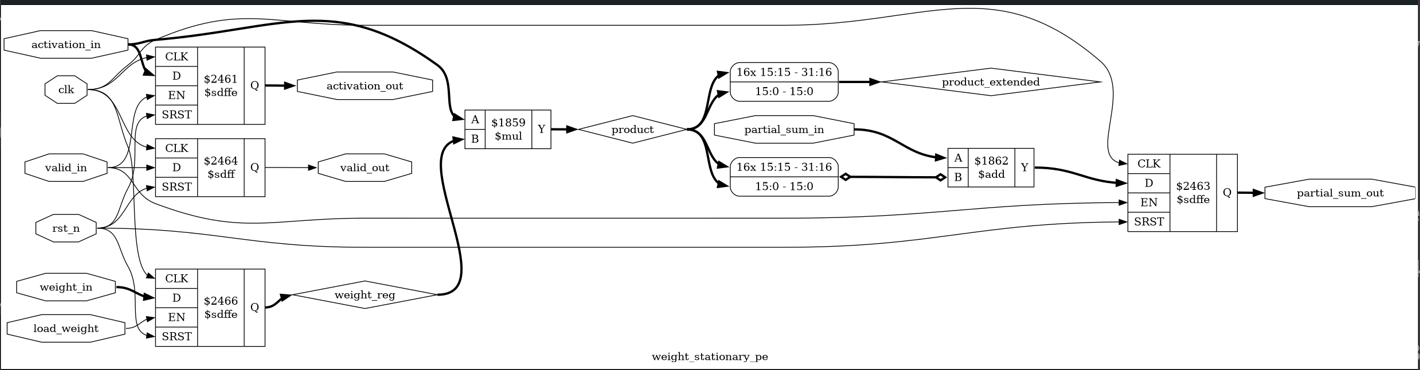 activation_in
clk
valid_in
rst_n
weight_in
load_weight
CLK
D
EN
SRST
$2461
$sdffe
Q
activation_out
CLK
D
SRST
$2464
$sdff
Q
valid_out
CLK
D
EN
SRST
$2466
$sdffe
Q
weight_reg
A
B
$1859
$mul
Y
product
16x 15:15 - 31:16
15:0 - 15:0
product_extended
partial_sum_in
16x 15:15 - 31:16
15:0 - 15:0
A
B
$1862
$add
Y
CLK
D
EN
SRST
$2463
$sdffe
Q
partial_sum_out
weight_stationary_pe